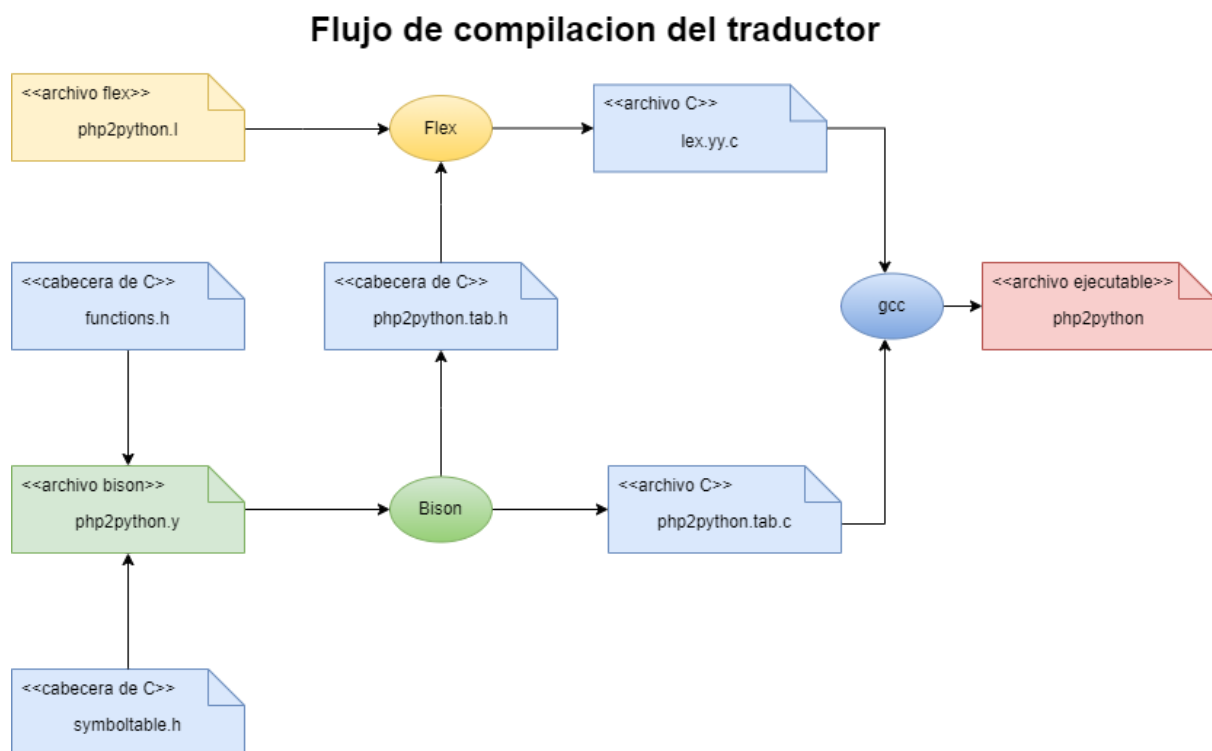 Flujo de compilacion del traductor
<<archivo flex>>
php2python.l
Flex
<<archivo C>>
lex.yy.c
<<cabecera de C>>
functions.h
<<cabecera de C>>
php2python.tab.h
gcc
<<archivo ejecutable>>
php2python
<<archivo bison>>
php2python.y
Bison
<<archivo C>>
php2python.tab.c
<<cabecera de C>>
symboltable.h